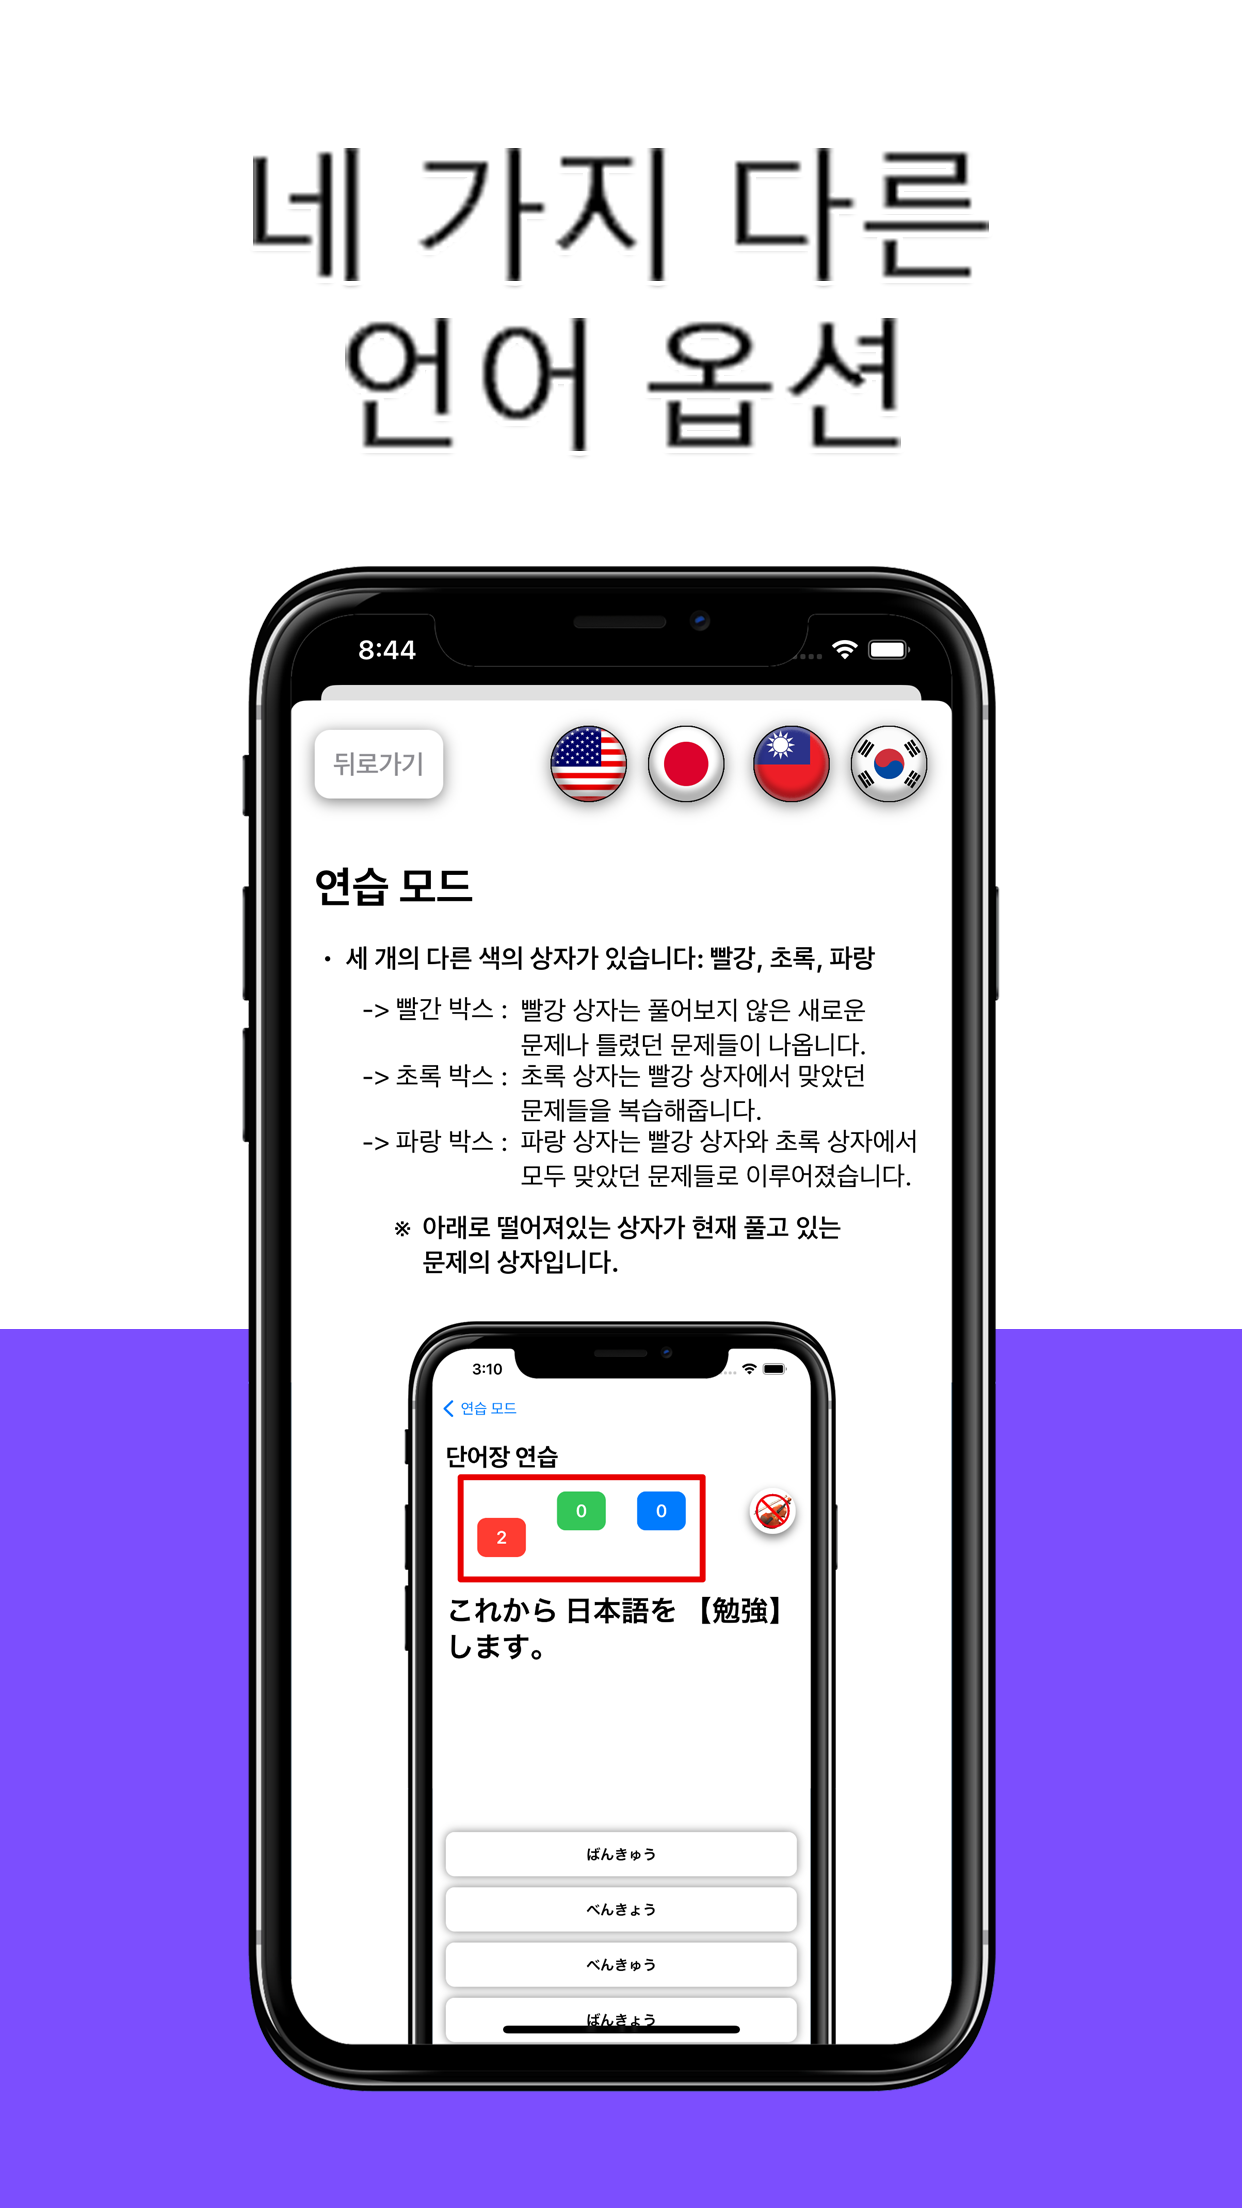 네 가지 다른
언어 옵션
8:44
뒤로가기
연습 모드
• 세 개의 다른 색의 상자가 있습니다: 빨강, 초록, 파랑
-> 빨간 박스 : 빨강 상자는 풀어보지 않은 새로운
문제나 틀렸던 문제들이 나옵니다.
-> 초록 박스 : 초록 상자는 빨강 상자에서 맞았던
문제들을 복습해줍니다.
-> 파랑 박스 : 파랑 상자는 빨강 상자와 초록 상자에서
모두 맞았던 문제들로 이루어졌습니다.
※ 아래로 떨어져있는 상자가 현재 풀고 있는
문제의 상자입니다.
3:10
연습 모드
단어장 연습
2 0 0
これから 日本語を 【勉強】
します。
ばんきゅう
べんきょう
べんきゅう
ばんきょう